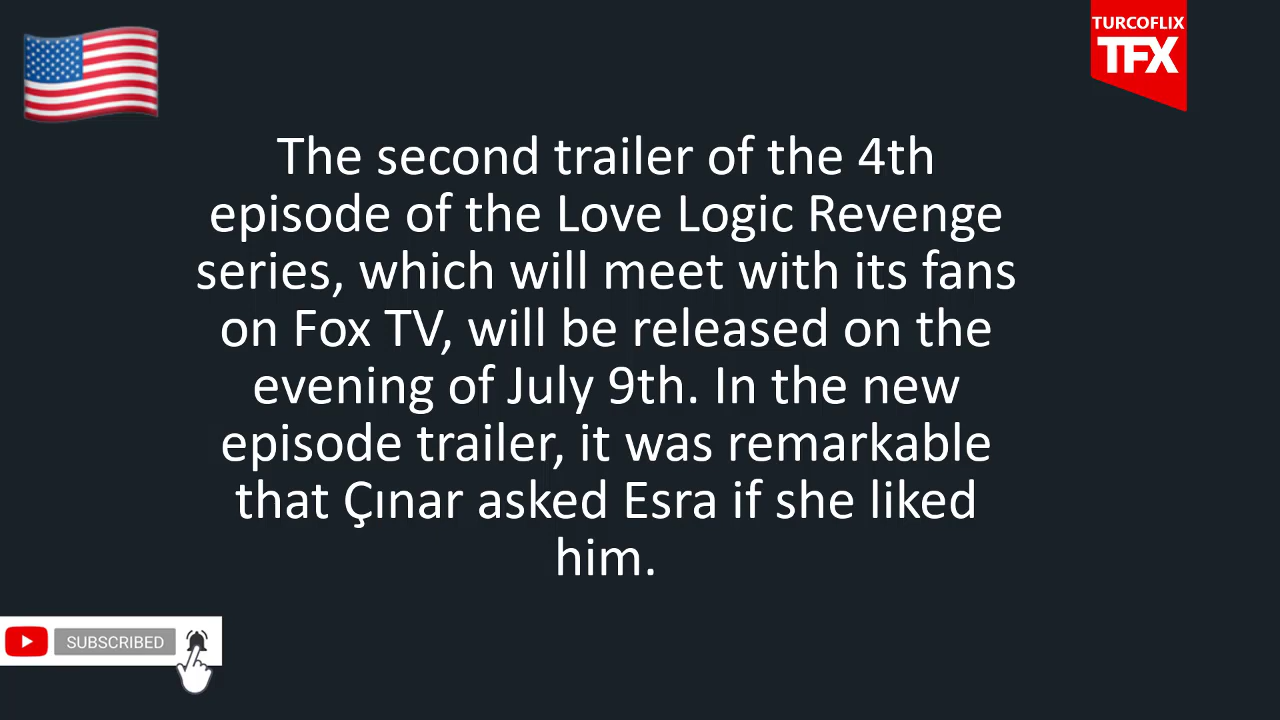 TURCOFLIX
TFX
The second trailer of the 4th
episode of the Love Logic Revenge
series, which will meet with its fans
on Fox TV, will be released on the
evening of July 9th. In the new
episode trailer, it was remarkable
that Çınar asked Esra if she liked
him.
SUBSCRIBED